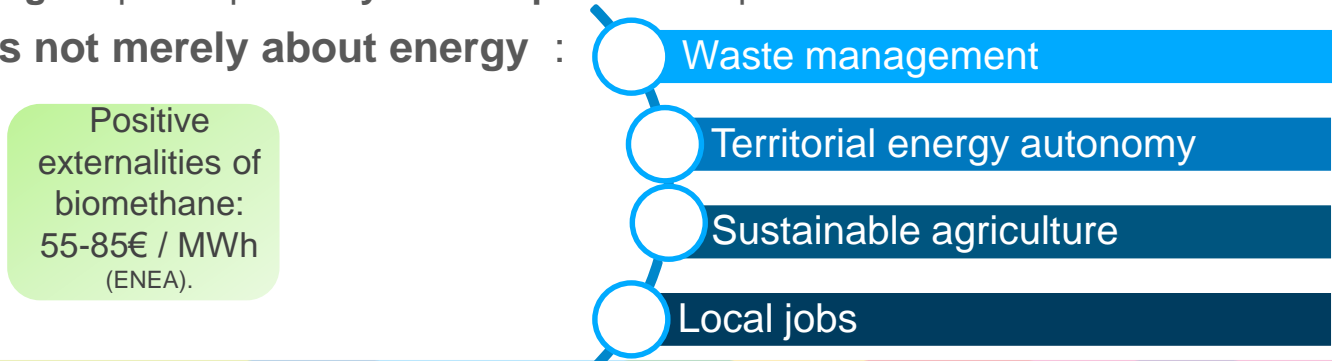 s not merely about energy :
Waste management
Positive
externalities of
biomethane:
55-85€ / MWh
(ENEA).
Territorial energy autonomy
Sustainable agriculture
Local jobs